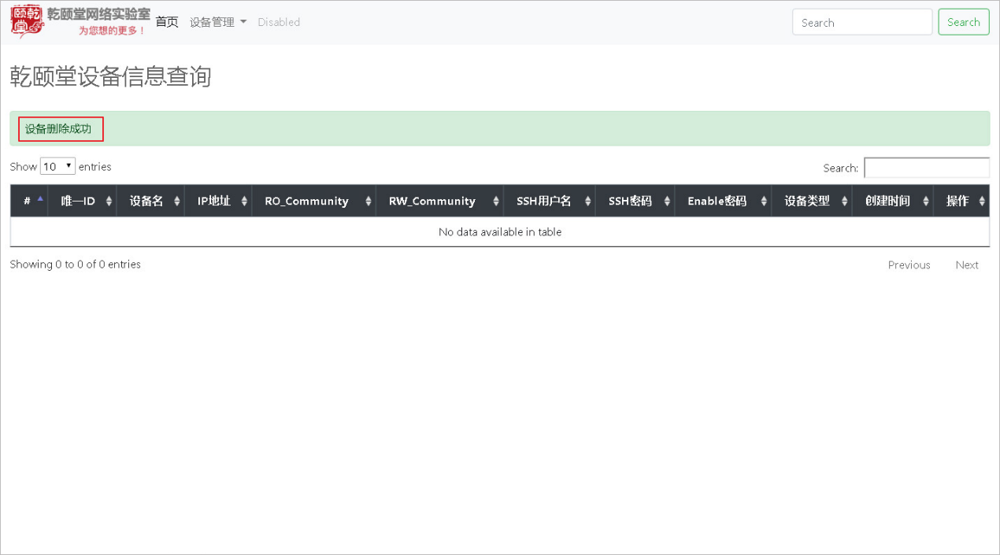 乾颐堂
乾颐堂网络实验室
为您想的更多！
首页 设备管理 Disabled Search Search
乾颐堂设备信息查询
设备删除成功
Show 10 entries Search:
# 唯一ID 设备名 IP地址 RO_Community RW_Community SSH用户名 SSH密码 Enable密码 设备类型 创建时间 操作
No data available in table
Showing 0 to 0 of 0 entries Previous Next